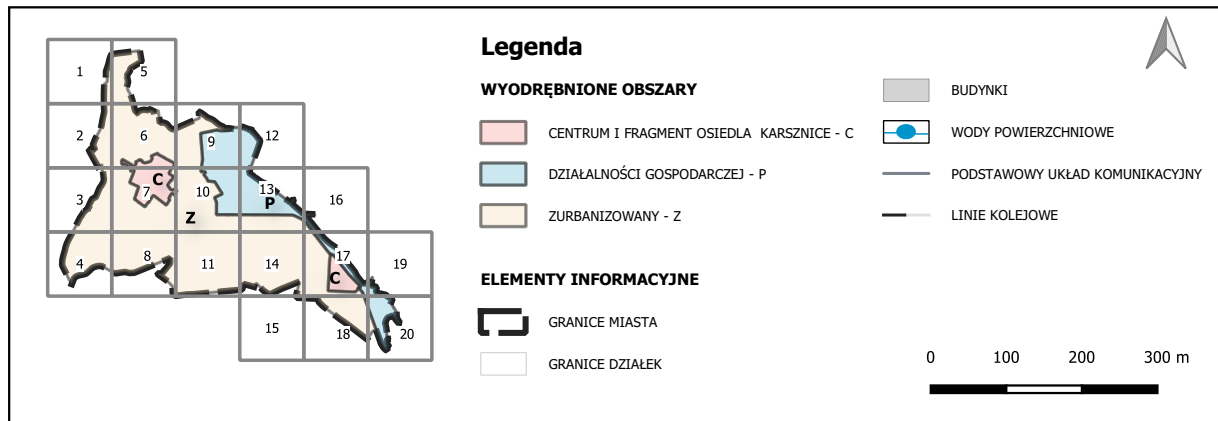 Legenda
WYODRĘBNIONE OBSZARY
CENTRUM I FRAGMENT OSIEDLA KARSZNICE - C
DZIAŁALNOŚCI GOSPODARCZEJ - P
ZURBANIZOWANY - Z
ELEMENTY INFORMACYJNE
GRANICE MIASTA
GRANICE DZIAŁEK
BUDYNKI
WODY POWIERZCHNIOWE
PODSTAWOWY UKŁAD KOMUNIKACYJNY
LINIE KOLEJOWE
0 100 200 300 m
1 5
2 6 9 12
3 7 C 10 Z 13 P 16
4 8 11 14 17 C 19
15 18 20